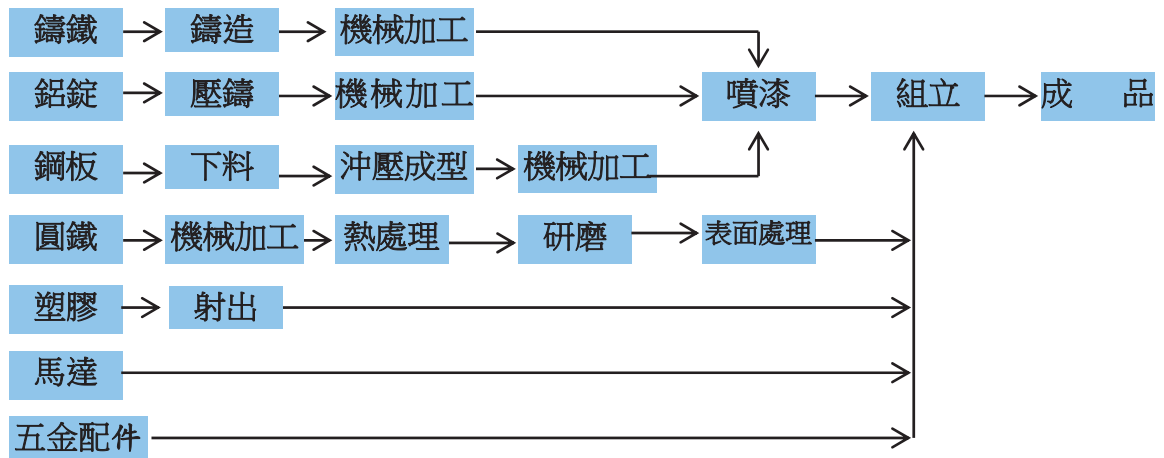 鑄鐵 鑄造 機械加工
鋁錠 壓鑄 機械加工 噴漆 組立 成品
鋼板 下料 沖壓成型 機械加工
圓鐵 機械加工 熱處理 研磨 表面處理
塑膠 射出
馬達
五金配件